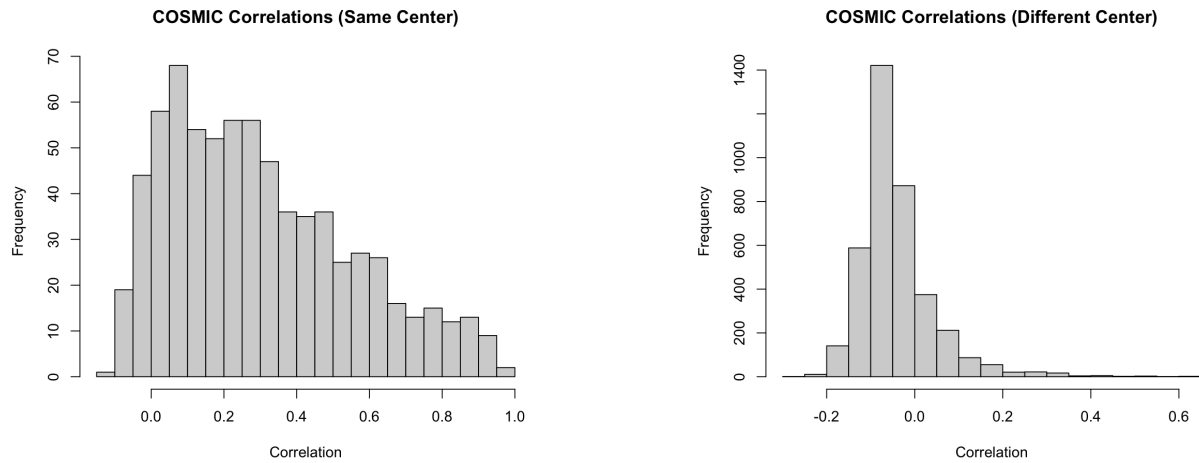 COSMIC Correlations (Same Center)
Frequency
70
60
50
40
30
20
10
0
0.0 0.2 0.4 0.6 0.8 1.0
Correlation
COSMIC Correlations (Different Center)
Frequency
1400
1000
800
600
400
200
0
-0.2 0.0 0.2 0.4 0.6
Correlation